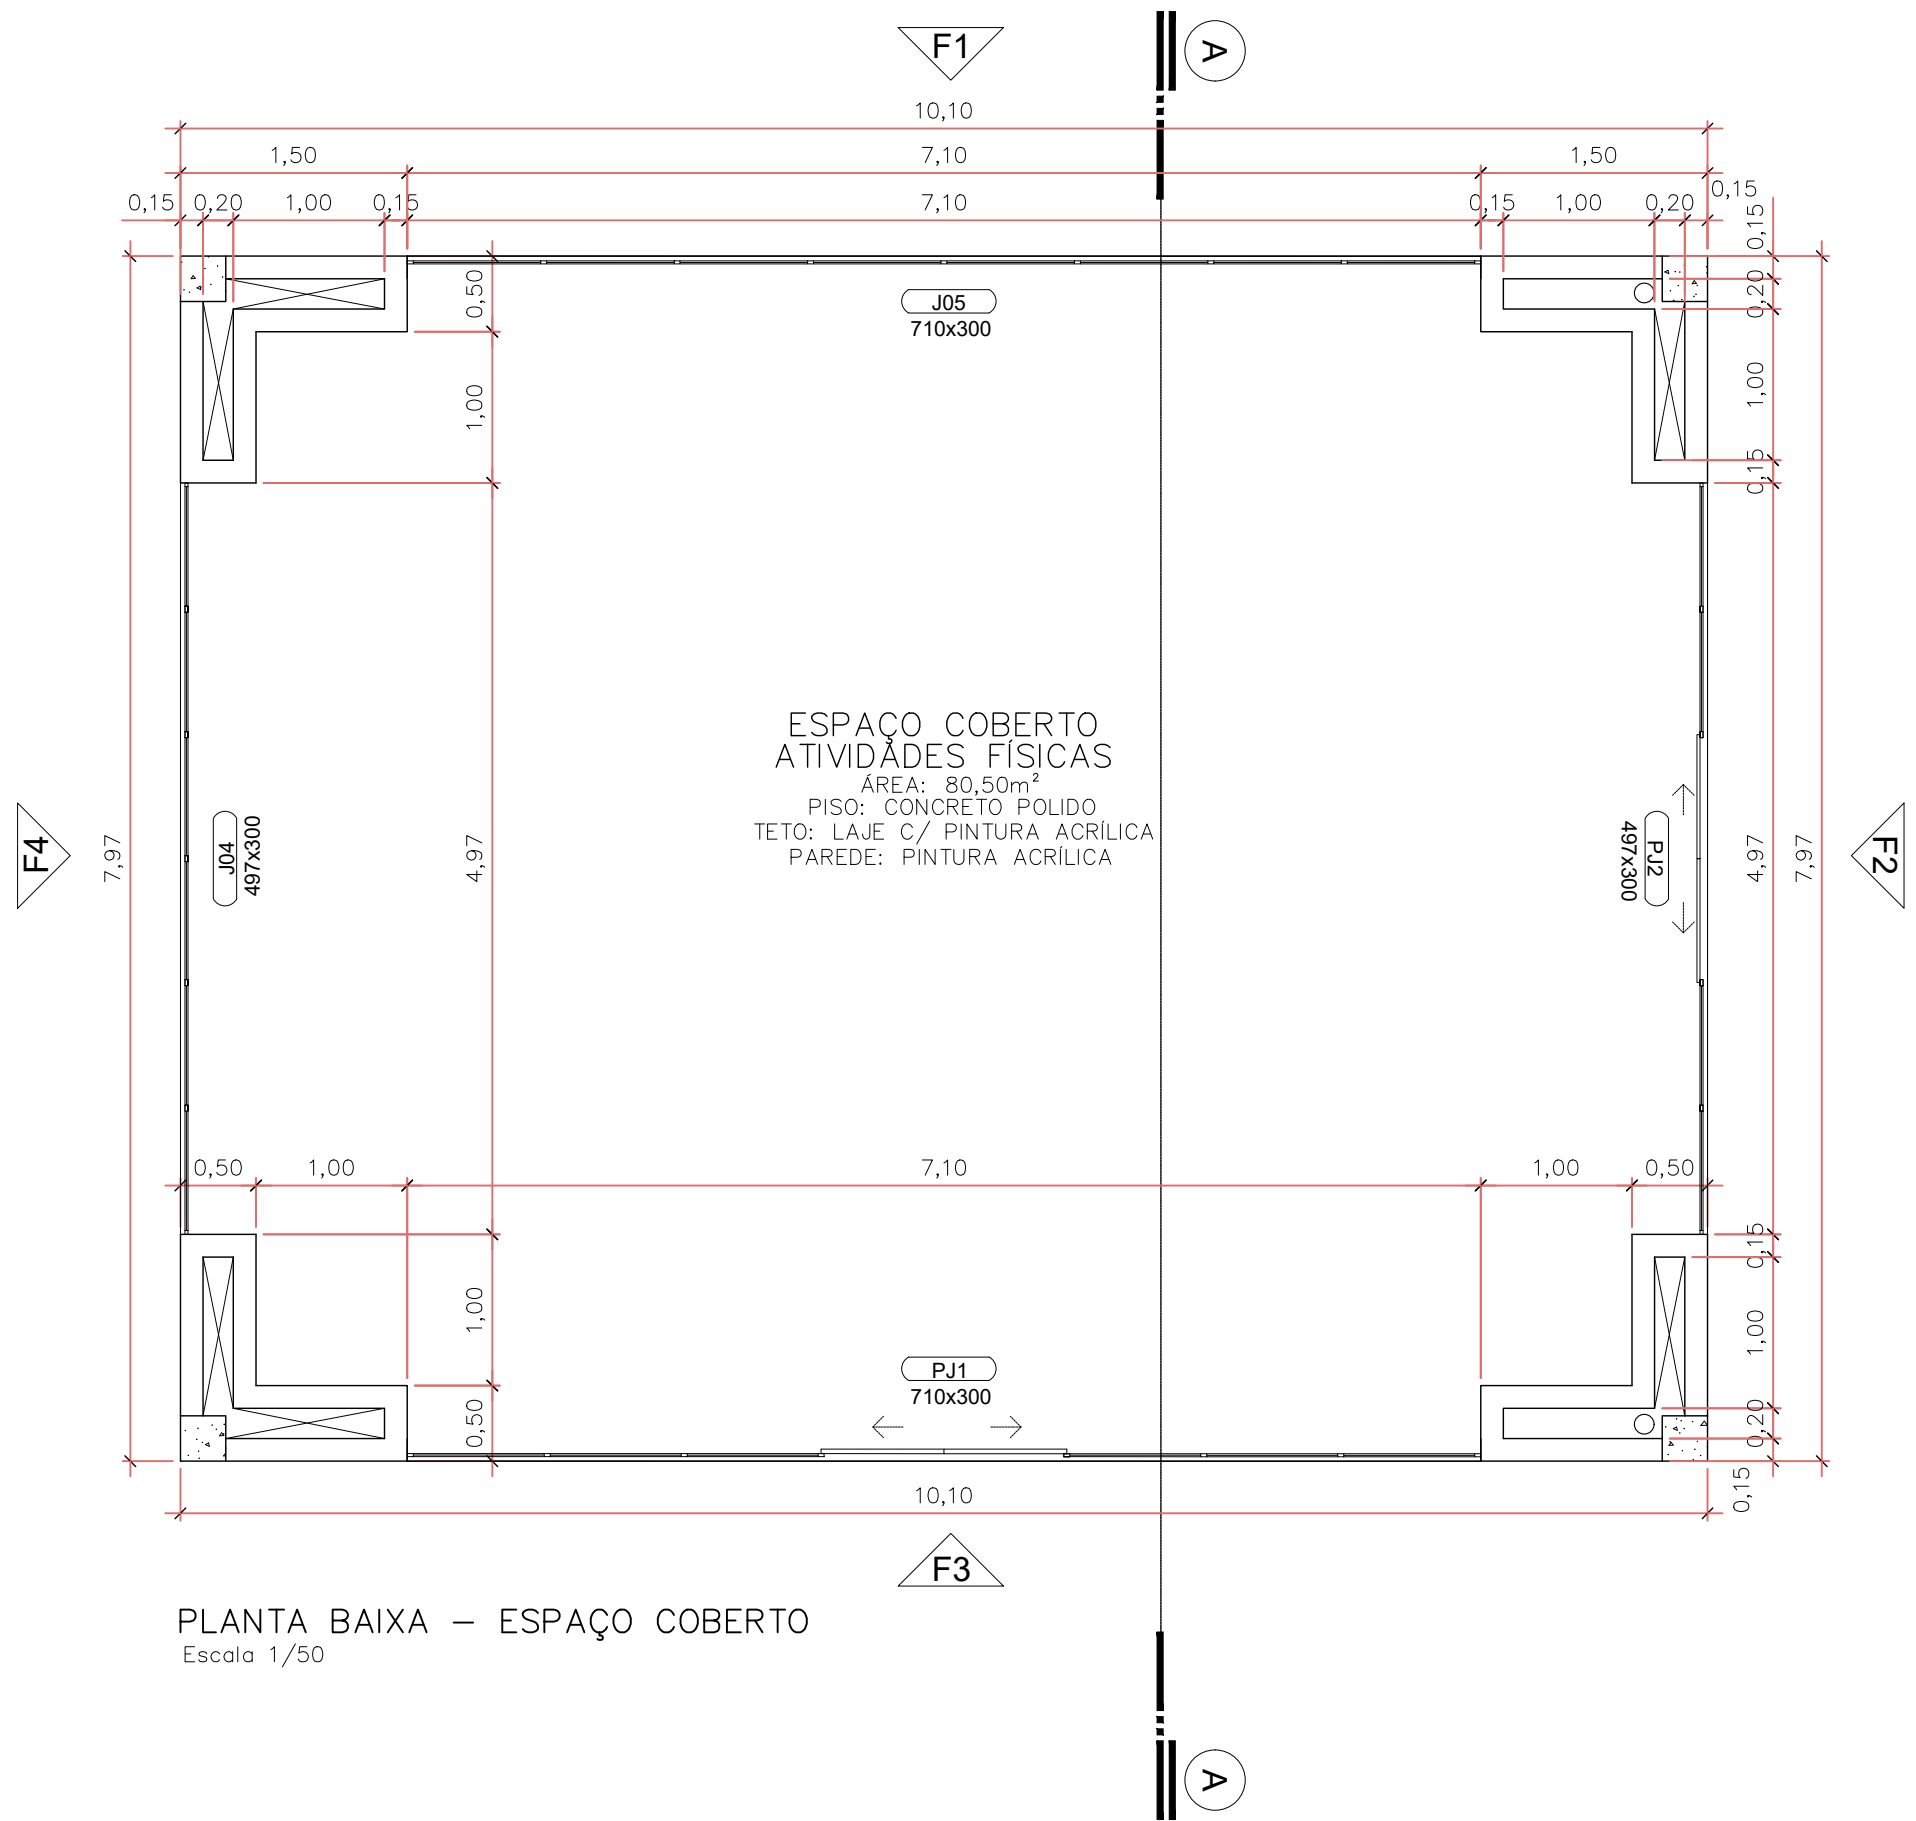 F1
A
10,10
1,50
7,10
1,50
0,15
0,20
1,00
0,15
7,10
0,15
1,00
0,20
0,15
0,15
0,50
0,20
J05
710x300
1,00
1,00
0,15
ESPAÇO COBERTO
ATIVIDADES FÍSICAS
ÁREA: 80,50m²
PISO: CONCRETO POLIDO
TETO: LAJE C/ PINTURA ACRÍLICA
PAREDE: PINTURA ACRÍLICA
F4
7,97
J04
497x300
4,97
497x300
PJ2
4,97
7,97
F2
0,50
1,00
7,10
1,00
0,50
0,15
1,00
1,00
PJ1
710x300
0,50
0,20
10,10
0,15
F3
PLANTA BAIXA – ESPAÇO COBERTO
Escala 1/50
A